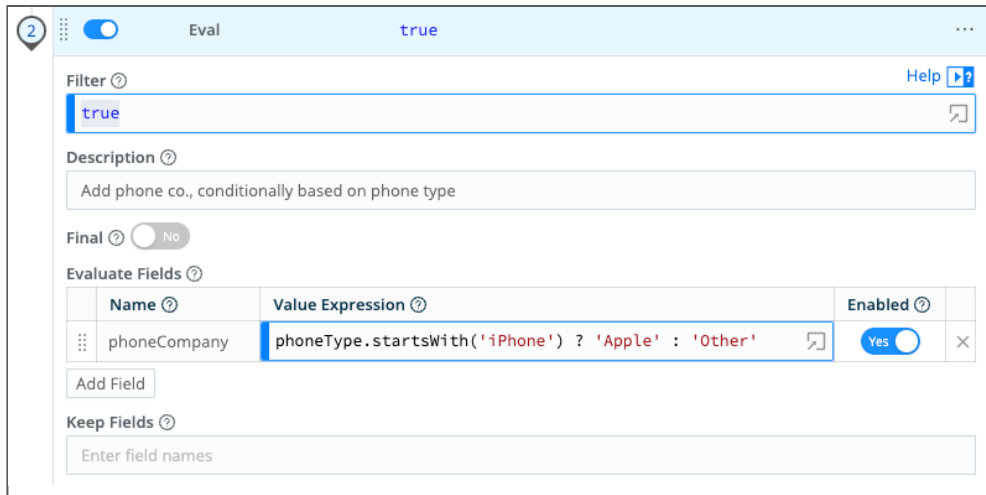 2 Eval true ...
Filter ? Help ?
true
Description ?
Add phone co., conditionally based on phone type
Final ? No
Evaluate Fields ?
Name ? Value Expression ? Enabled ?
phoneCompany phoneType.startsWith('iPhone') ? 'Apple' : 'Other' Yes
Add Field
Keep Fields ?
Enter field names